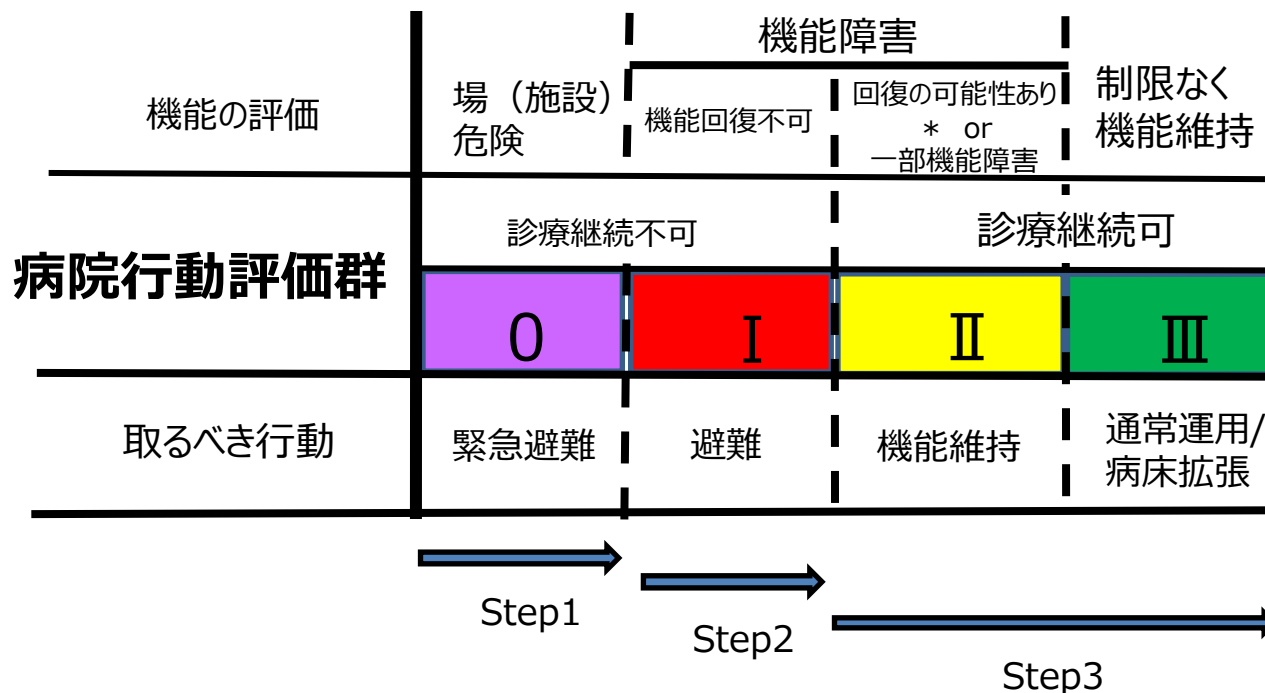 機能障害
機能の評価
場（施設）
危険
機能回復不可
回復の可能性あり
＊ or
一部機能障害
制限なく
機能維持
診療継続不可
診療継続可
病院行動評価群
0
Ⅰ
Ⅱ
Ⅲ
取るべき行動
緊急避難
避難
機能維持
通常運用/
病床拡張
Step1
Step2
Step3